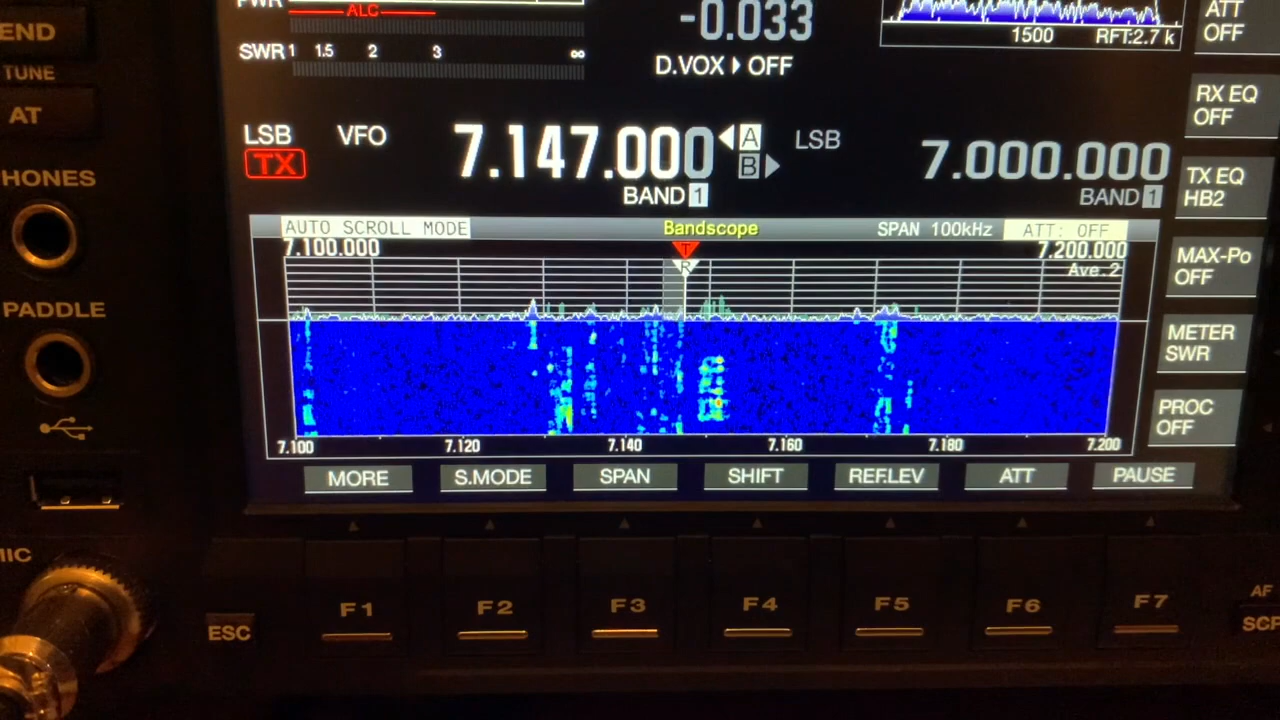 PWR
ALC
-0.033
ATT
OFF
1500 RFT:2.7 k
END
SWR 1 1.5 2 3 ∞
D.VOX OFF
TUNE
AT
RX EQ
OFF
LSB VFO 7.147.000 A LSB 7.000.000
TX B
BAND 1 BAND 1
HONES
TX EQ
HB2
AUTO SCROLL MODE Bandscope SPAN 100kHz ATT: OFF
7.100.000 T 7.200.000
R Ave.2
MAX-Po
OFF
PADDLE
METER
SWR
PROC
OFF
7.100 7.120 7.140 7.160 7.180 7.200
MORE S.MODE SPAN SHIFT REF.LEV ATT PAUSE
MIC
ESC F1 F2 F3 F4 F5 F6 F7 AF
SCP